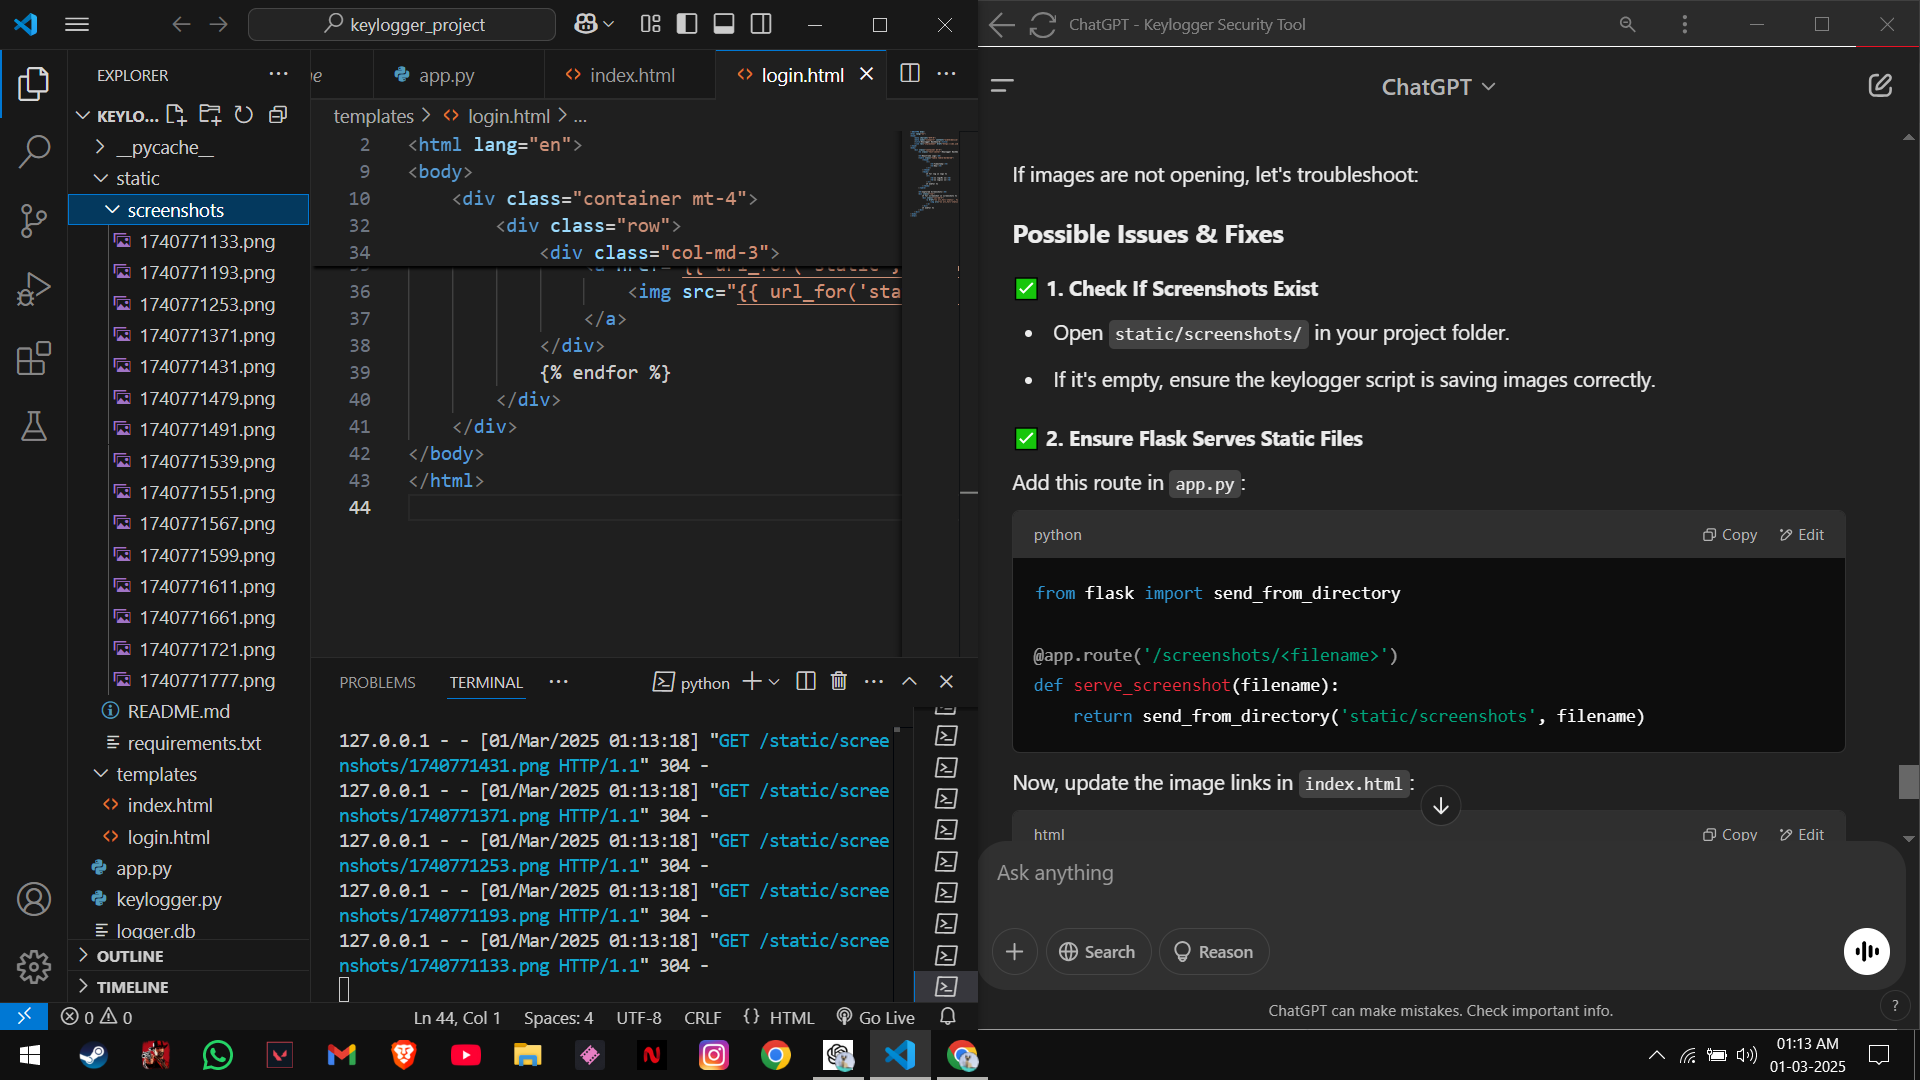 keylogger_project
EXPLORER
KEYLO...
__pycache__
static
screenshots
1740771133.png
1740771193.png
1740771253.png
1740771371.png
1740771431.png
1740771479.png
1740771491.png
1740771539.png
1740771551.png
1740771567.png
1740771599.png
1740771611.png
1740771661.png
1740771721.png
1740771777.png
README.md
requirements.txt
templates
index.html
login.html
app.py
keylogger.py
logger.db
OUTLINE
TIMELINE
app.py
index.html
login.html
templates > login.html > ...
2 <html lang="en">
9 <body>
10 <div class="container mt-4">
32 <div class="row">
34 <div class="col-md-3">
36 <img src="{{ url_for('sta
37 </a>
38 </div>
39 {% endfor %}
40 </div>
41 </div>
42 </body>
43 </html>
44
PROBLEMS
TERMINAL
python
127.0.0.1 - - [01/Mar/2025 01:13:18] "GET /static/scree
nshots/1740771431.png HTTP/1.1" 304 -
127.0.0.1 - - [01/Mar/2025 01:13:18] "GET /static/scree
nshots/1740771371.png HTTP/1.1" 304 -
127.0.0.1 - - [01/Mar/2025 01:13:18] "GET /static/scree
nshots/1740771253.png HTTP/1.1" 304 -
127.0.0.1 - - [01/Mar/2025 01:13:18] "GET /static/scree
nshots/1740771193.png HTTP/1.1" 304 -
127.0.0.1 - - [01/Mar/2025 01:13:18] "GET /static/scree
nshots/1740771133.png HTTP/1.1" 304 -
0 0
Ln 44, Col 1
Spaces: 4
UTF-8
CRLF
{} HTML
Go Live
ChatGPT - Keylogger Security Tool
ChatGPT
If images are not opening, let's troubleshoot:
Possible Issues & Fixes
1. Check If Screenshots Exist
• Open static/screenshots/ in your project folder.
• If it's empty, ensure the keylogger script is saving images correctly.
2. Ensure Flask Serves Static Files
Add this route in app.py:
python
Copy
Edit
from flask import send_from_directory
@app.route('/screenshots/<filename>')
def serve_screenshot(filename):
return send_from_directory('static/screenshots', filename)
Now, update the image links in index.html:
html
Copy
Edit
Ask anything
Search
Reason
ChatGPT can make mistakes. Check important info.
?
01:13 AM
01-03-2025